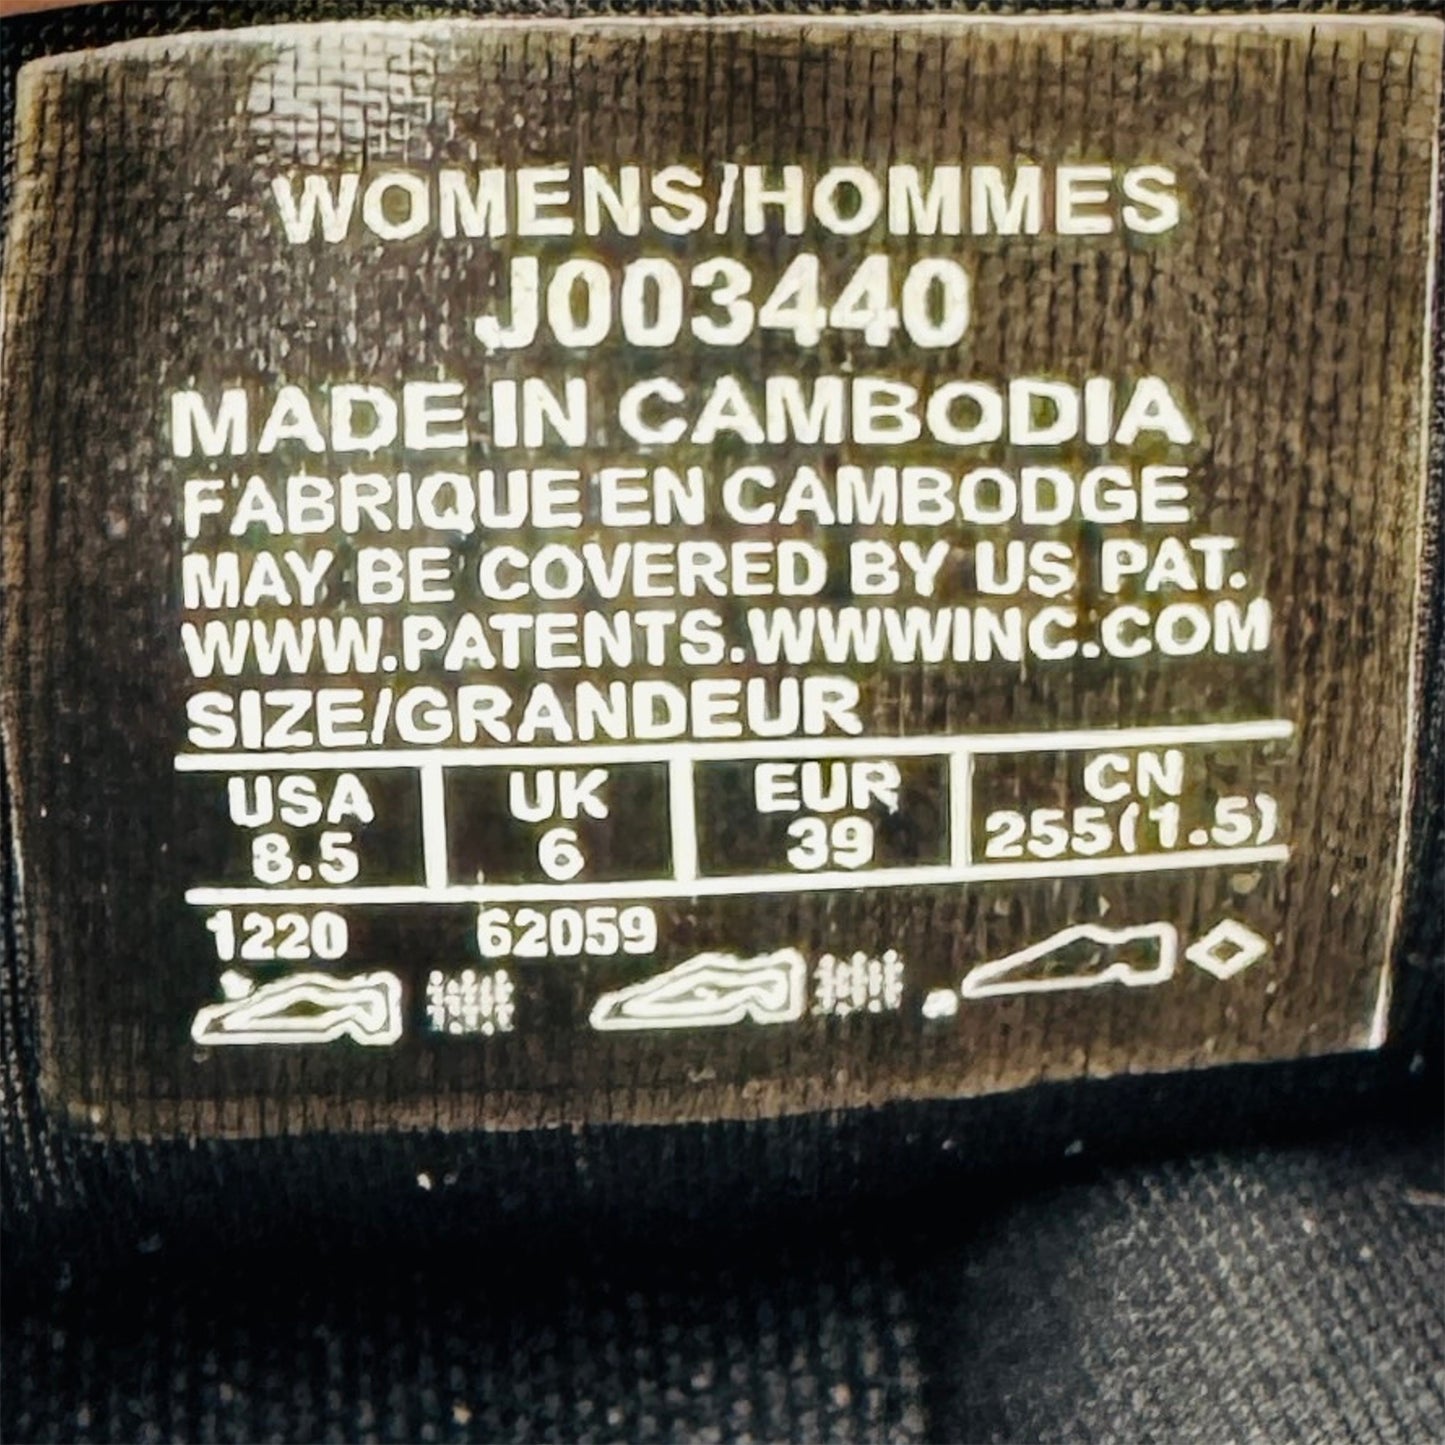 WOMENS/HOMMES
J003440
MADE IN CAMBODIA
FABRIQUE EN CAMBODGE
MAY BE COVERED BY US PAT.
WWW.PATENTS.WWWINC.COM
SIZE/GRANDEUR
USA UK EUR CN
8.5 6 39 255(1.5)
1220 62059